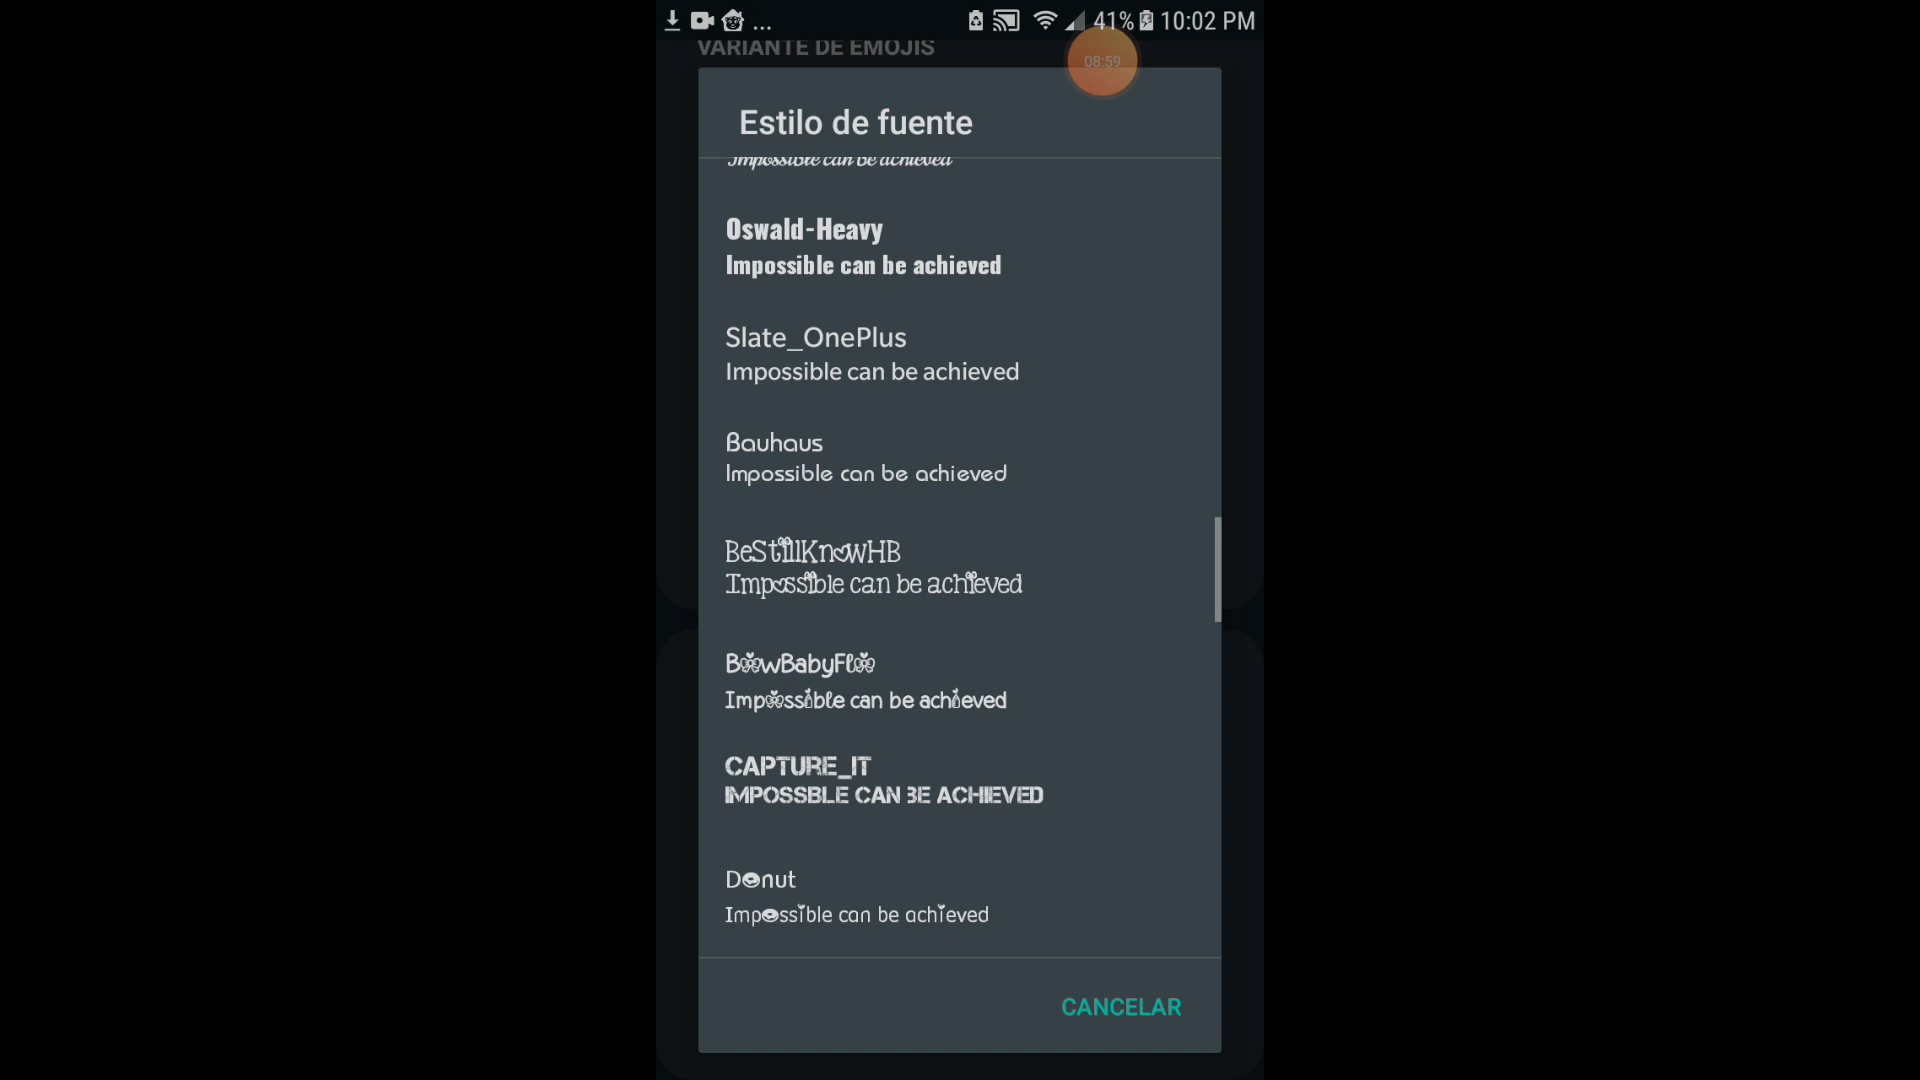 41% 10:02 PM
VARIANTE DE EMOJIS
08:59
Estilo de fuente
Impossible can be achieved
Oswald-Heavy
Impossible can be achieved
Slate_OnePlus
Impossible can be achieved
Bauhaus
Impossible can be achieved
BeStillKnowHB
Impossible can be achieved
BowBabyFlo
Impossible can be achieved
CAPTURE_IT
IMPOSSIBLE CAN BE ACHIEVED
Donut
Impossible can be achieved
CANCELAR